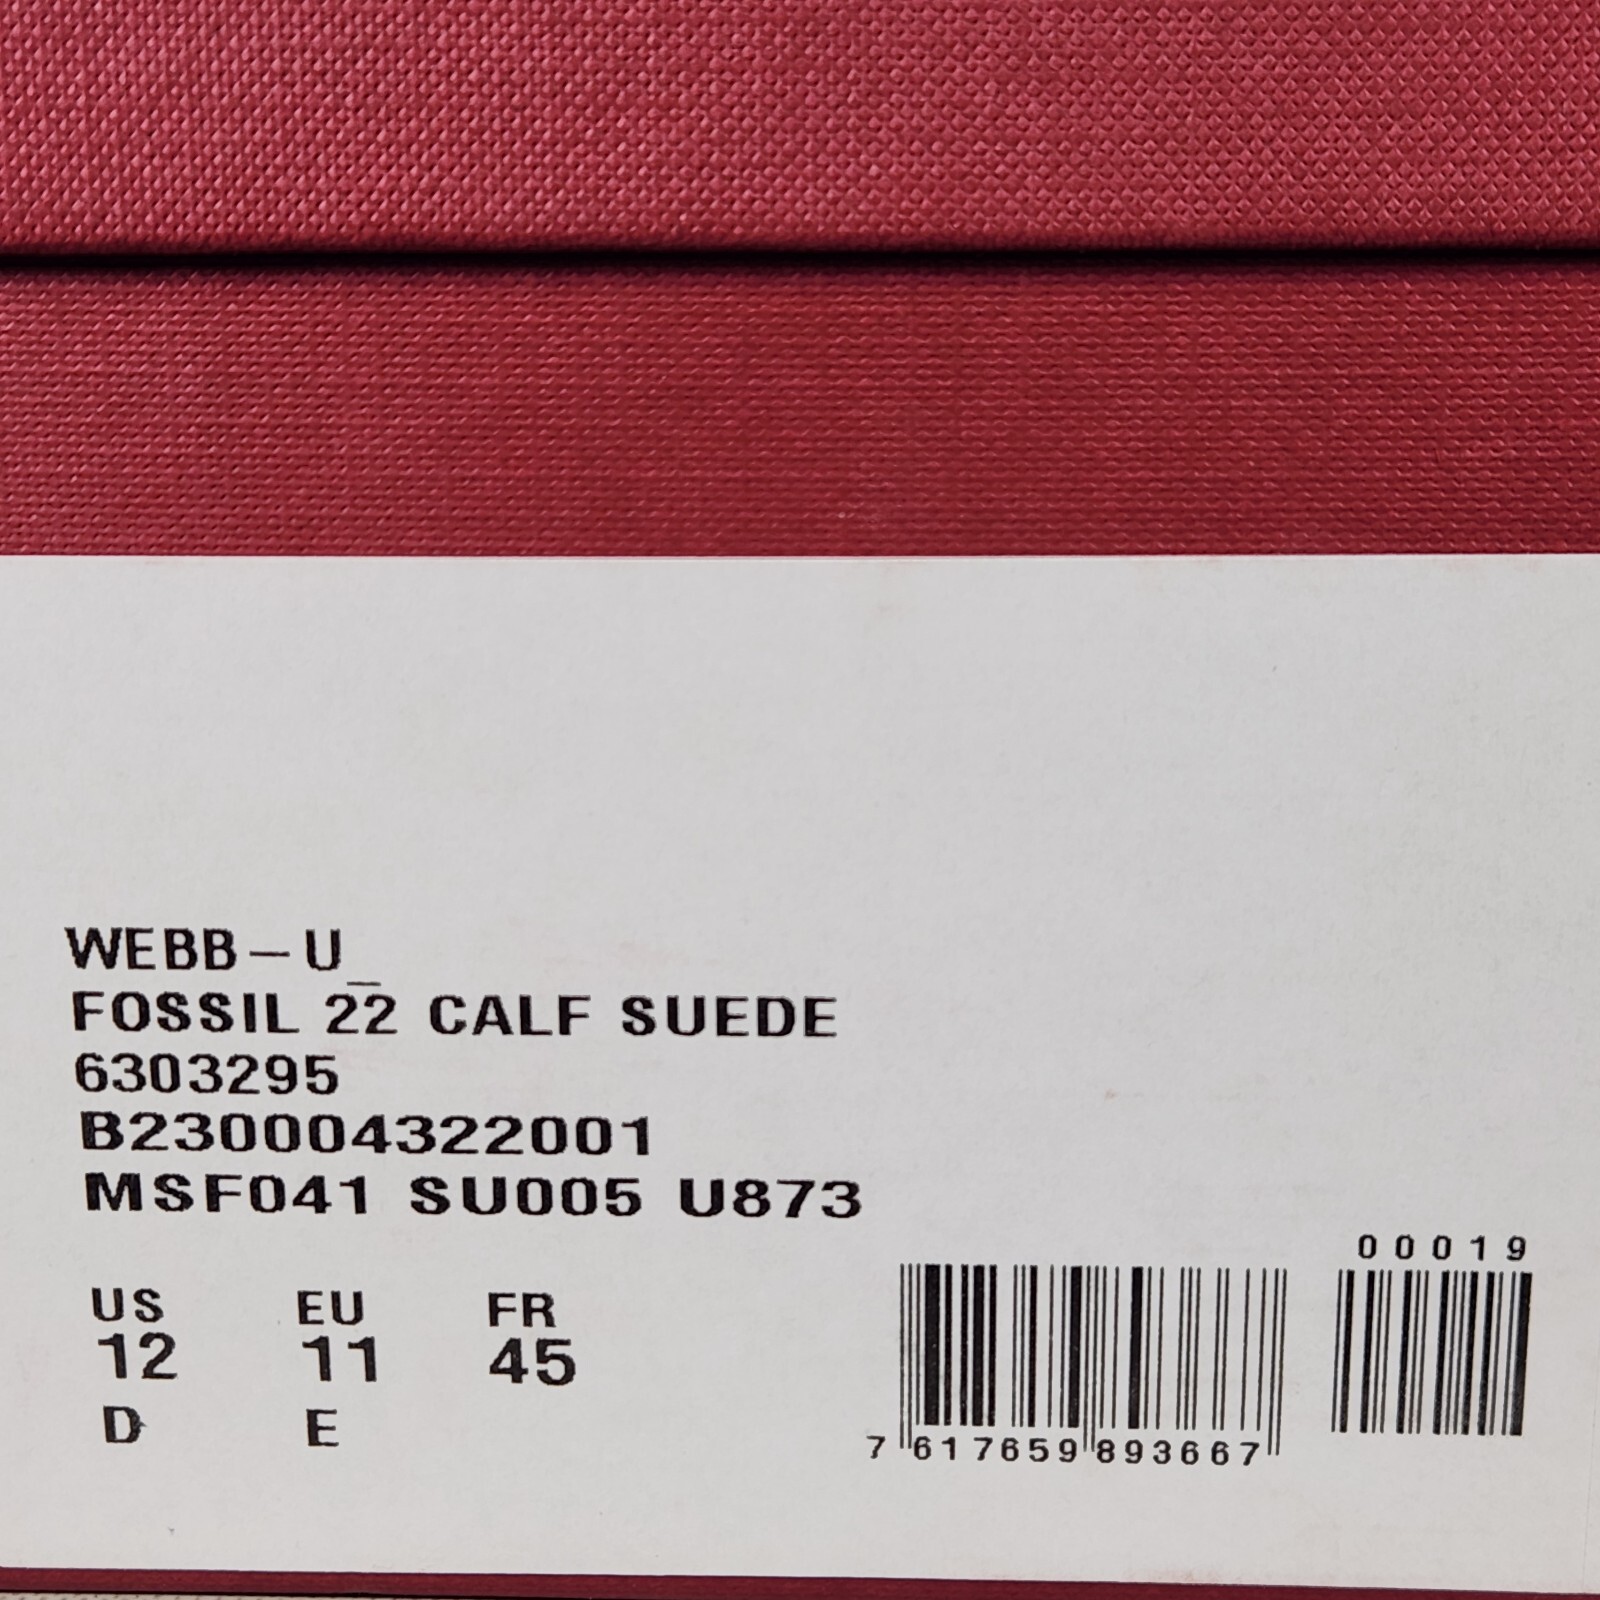 WEBB-U_
FOSSIL 22 CALF SUEDE
6303295
B230004322001
MSF041 SU005 U873
US EU FR
12 11 45
D E
00019
7 617659 893667